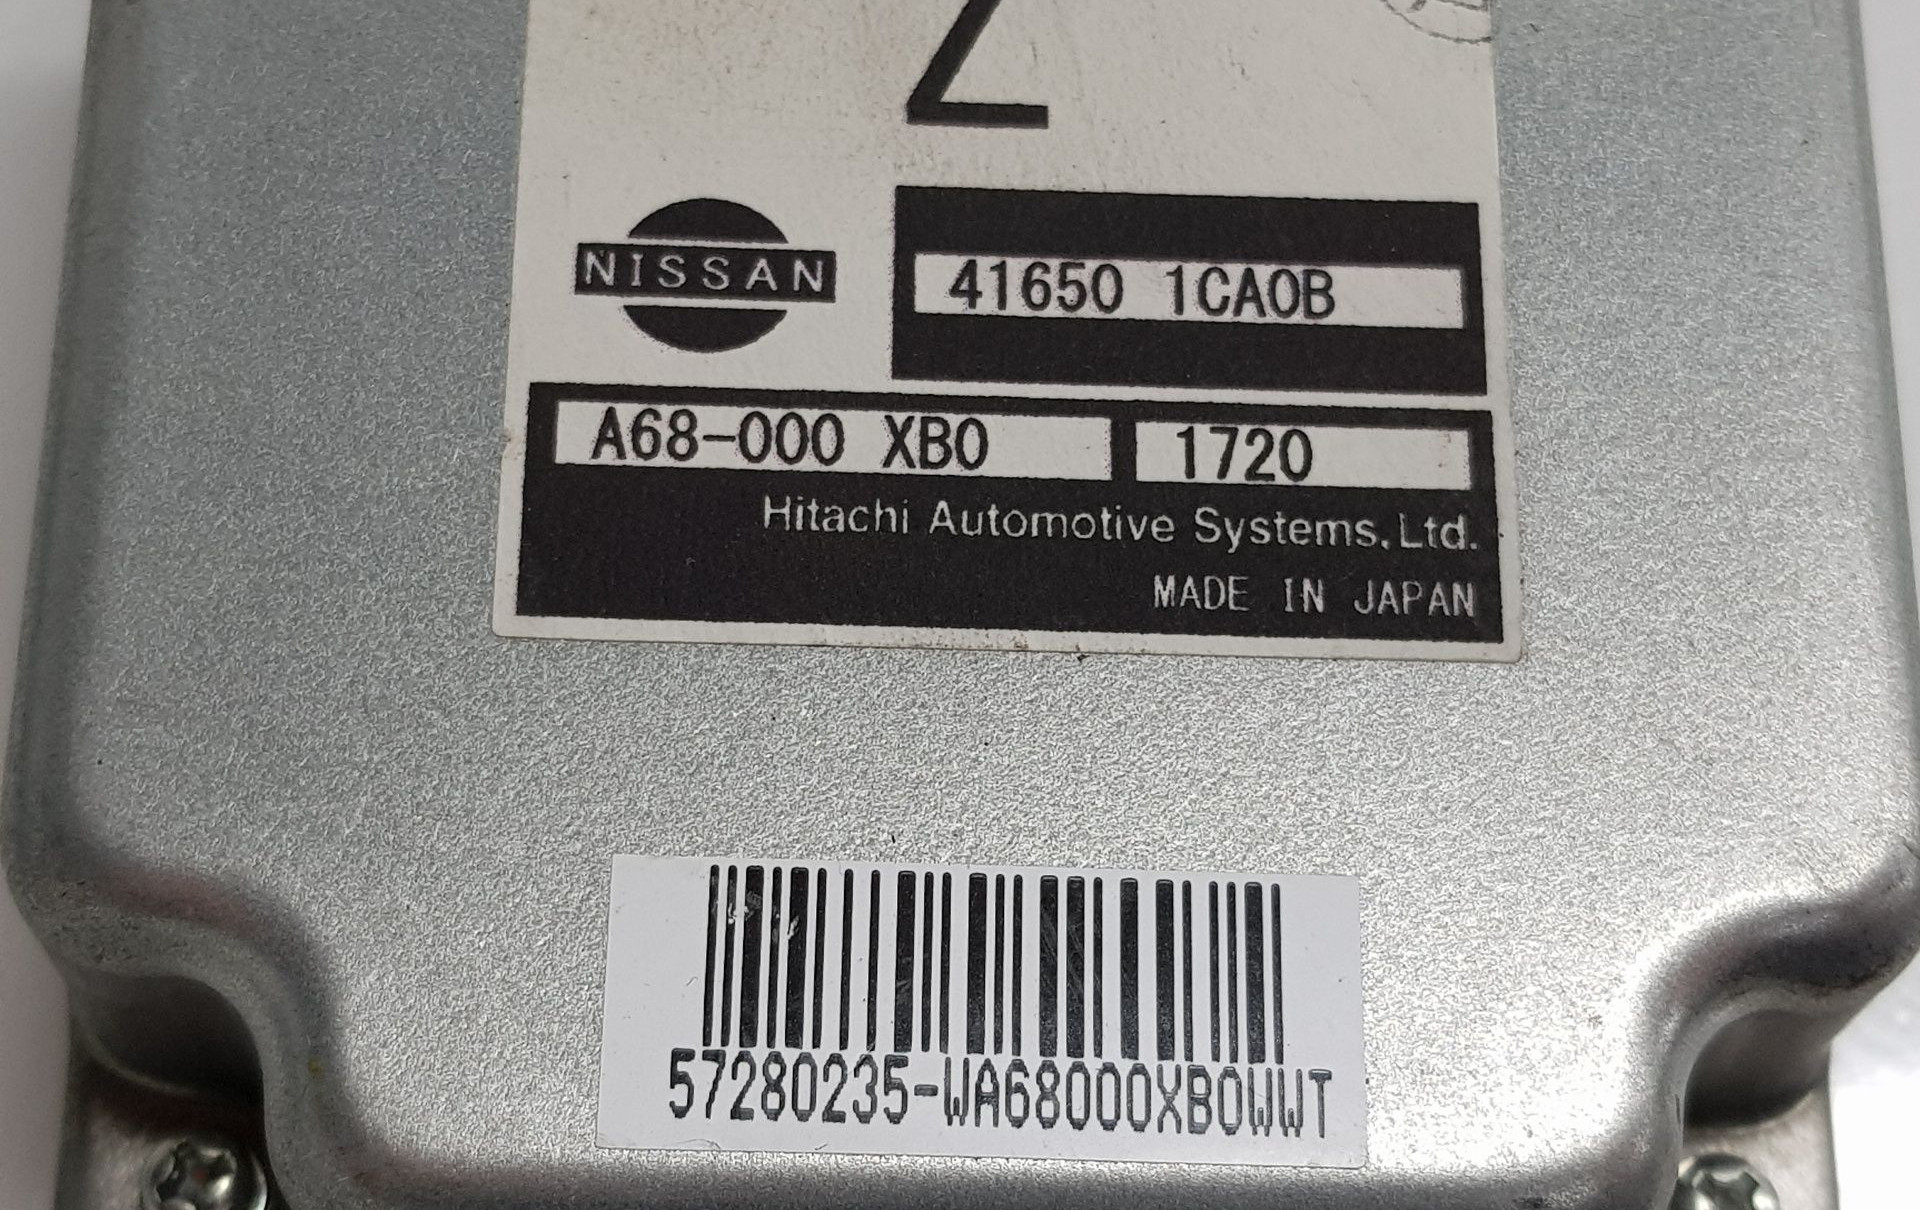 Z
NISSAN
41650 1CA0B
A68-000 XB0 1720
Hitachi Automotive Systems,Ltd.
MADE IN JAPAN
57280235-WA68000XB0WWT